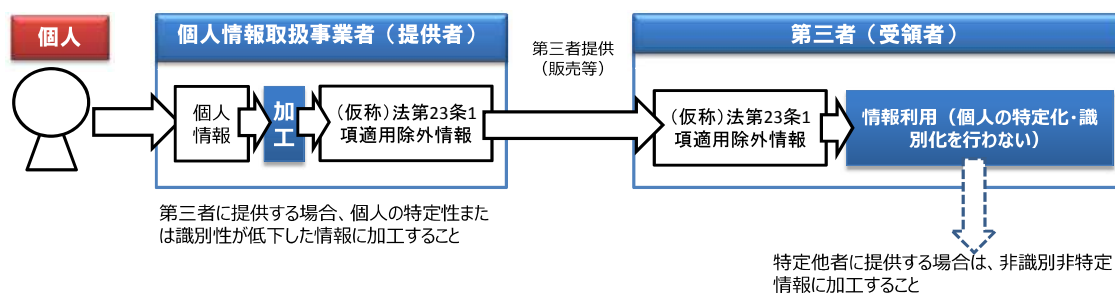 個人
個人情報取扱事業者（提供者）
個人
情報
加
工
（仮称）法第23条1
項適用除外情報
第三者に提供する場合、個人の特定性また
は識別性が低下した情報に加工すること
第三者提供
（販売等）
第三者（受領者）
（仮称）法第23条1
項適用除外情報
情報利用（個人の特定化・識
別化を行わない）
特定他者に提供する場合は、非識別非特定
情報に加工すること